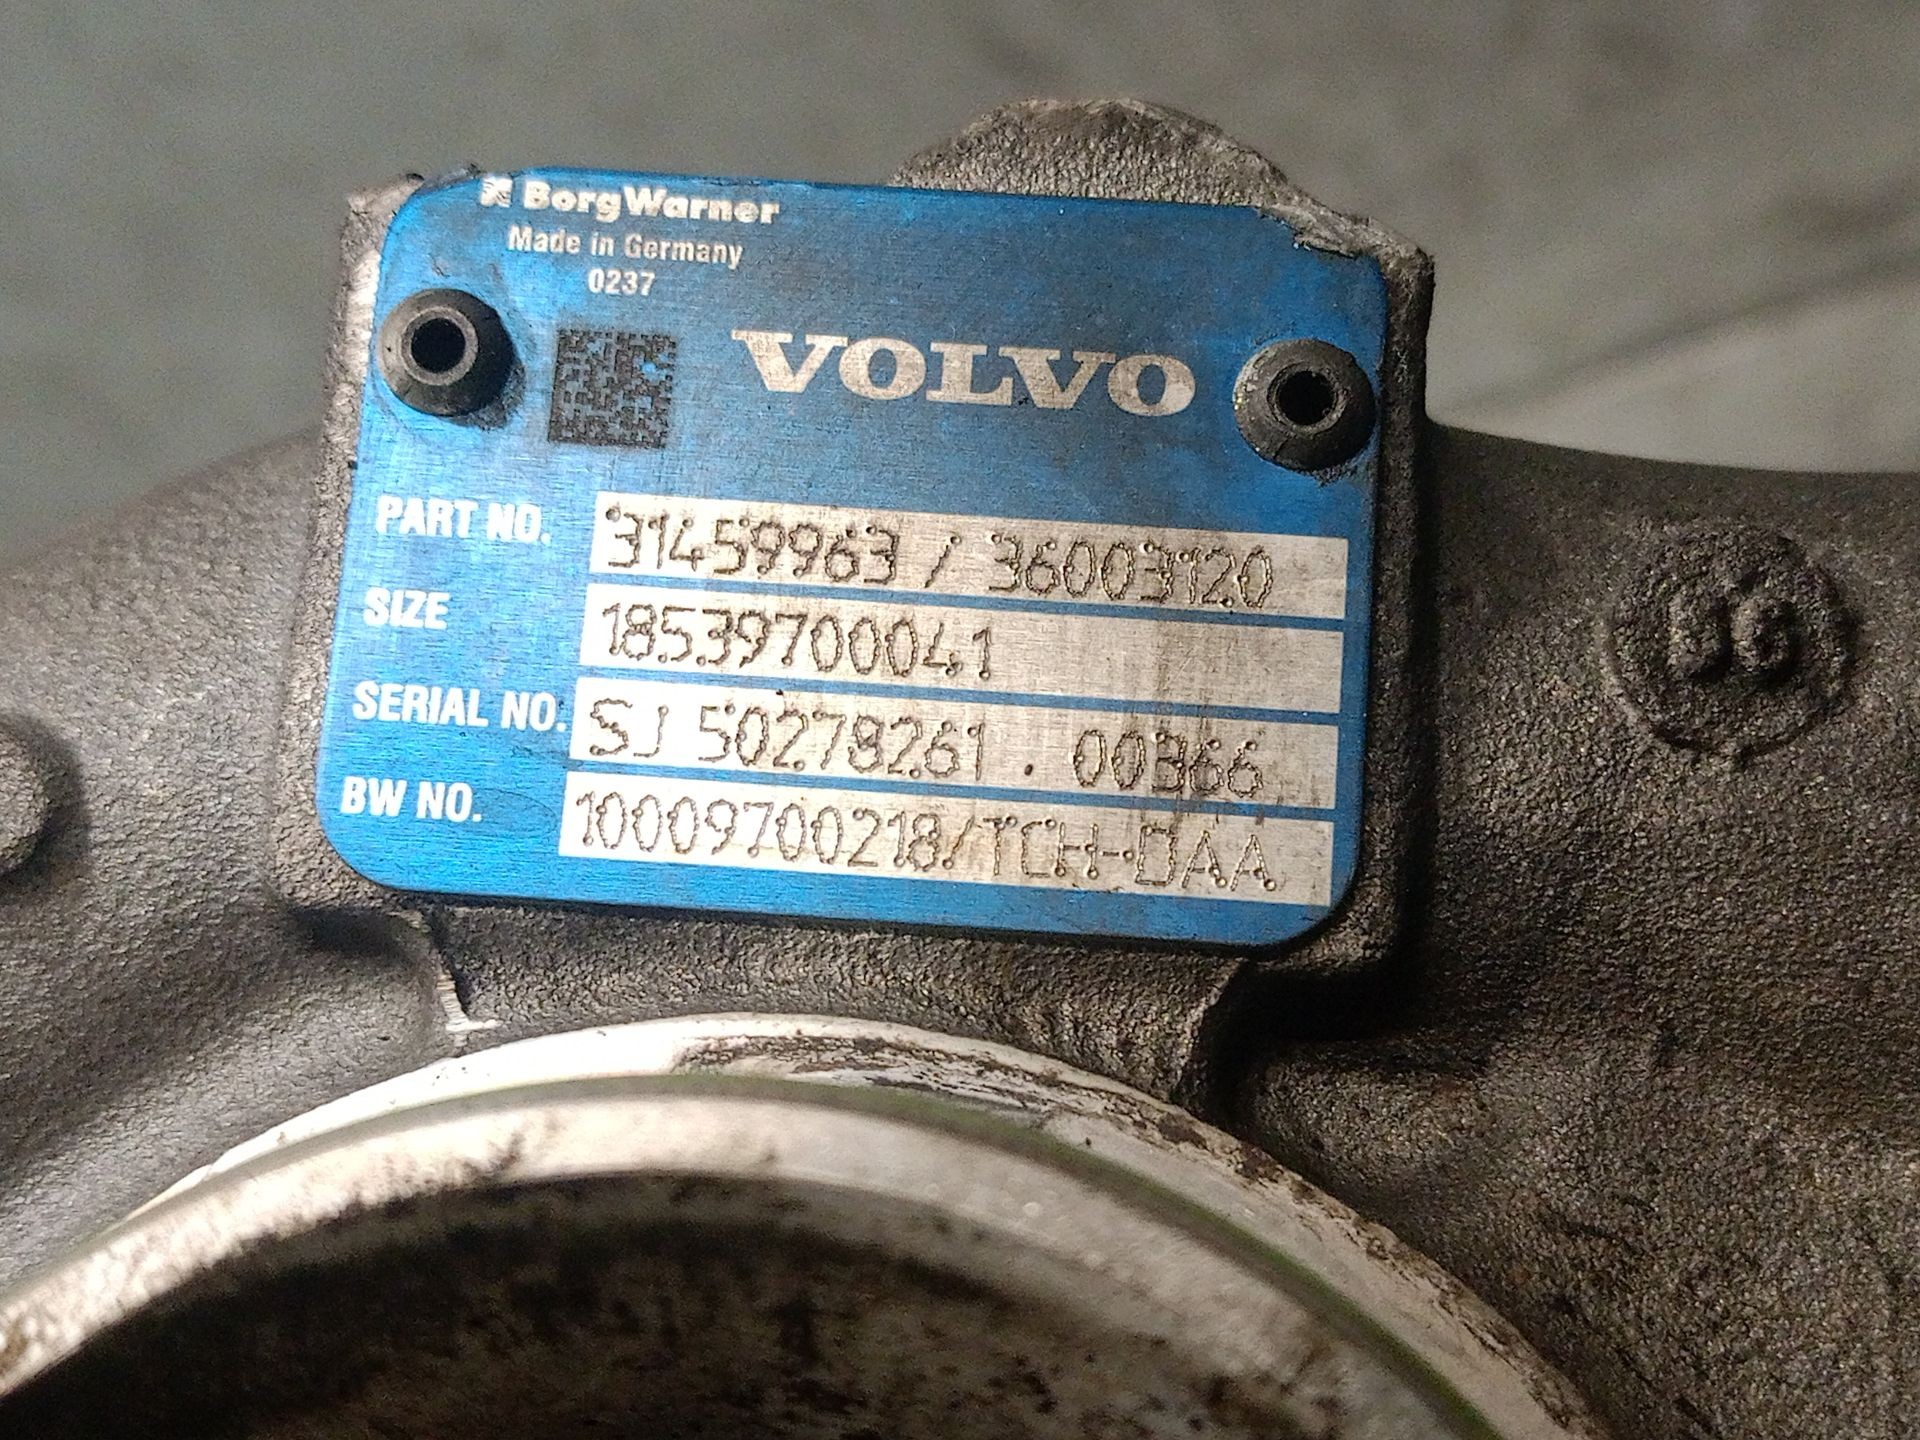 BorgWarner
Made in Germany
0237
VOLVO
PART NO. 31459963 / 36003120
SIZE 18539700041
SERIAL NO. SJ 50278261 . 00366
BW NO. 10009700218/TCH-DAA